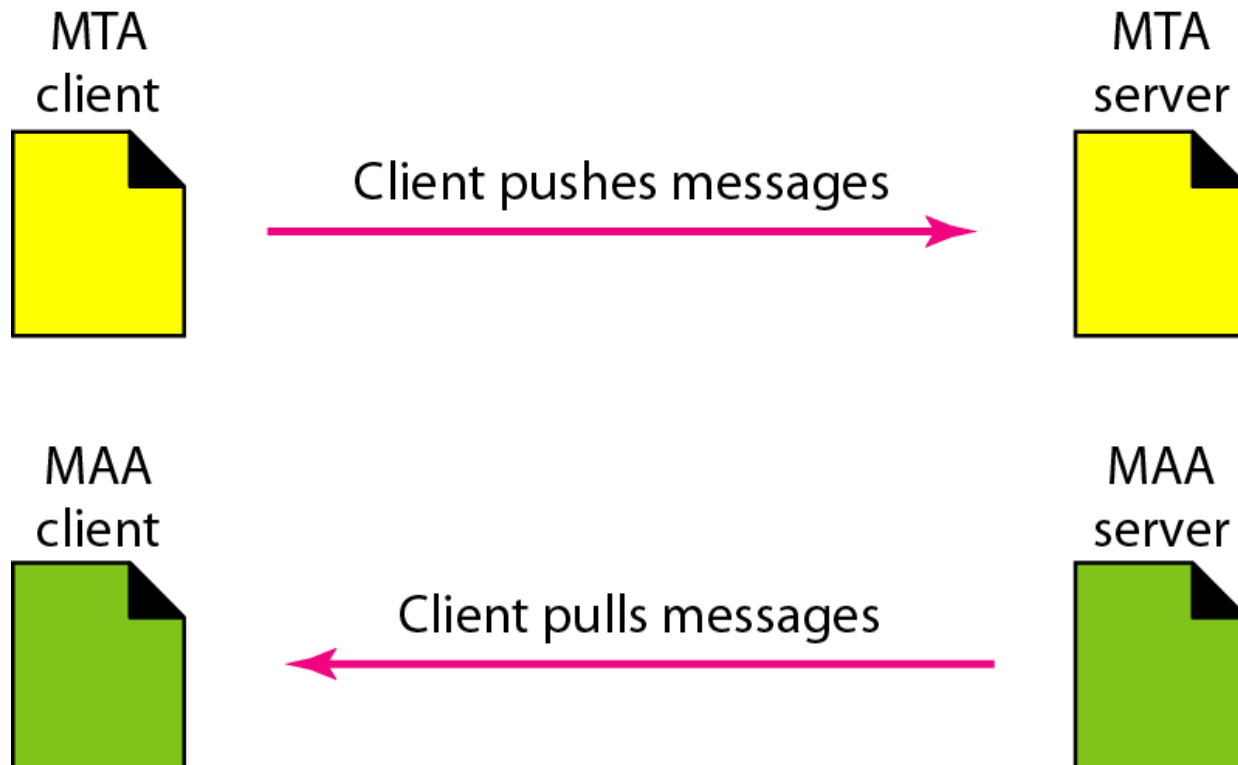 MTA
client
MTA
server
Client pushes messages
MAA
client
MAA
server
Client pulls messages